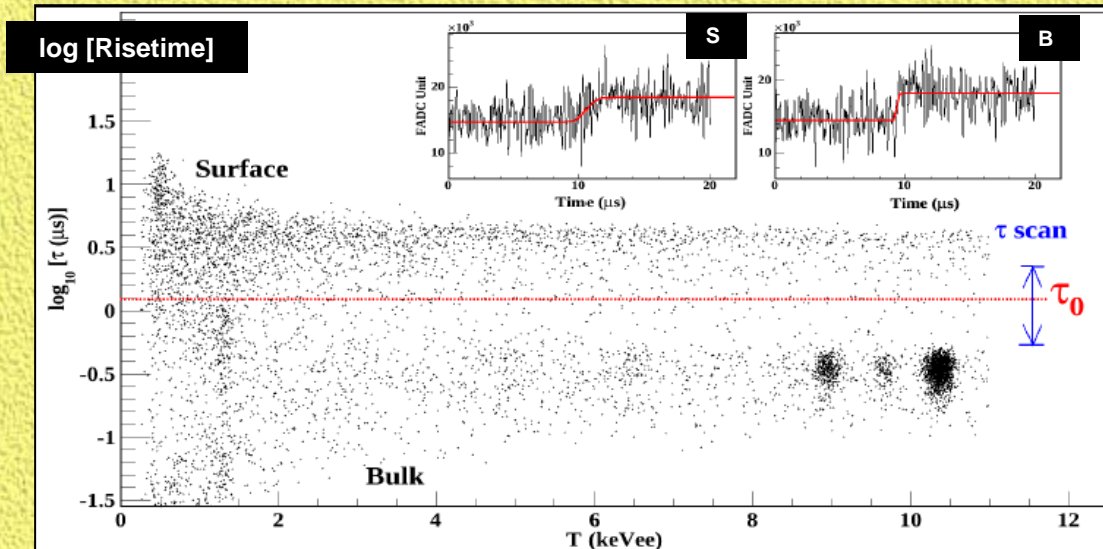 log [Risetime]
S
×10³
FADC Unit
20
10
0
10
20
Time (μs)
B
×10³
FADC Unit
20
10
0
10
20
Time (μs)
log₁₀ [τ (μs)]
1.5
1
0.5
0
-0.5
-1
-1.5
Surface
τ scan
τ₀
Bulk
0
2
4
6
8
10
12
T (keVee)